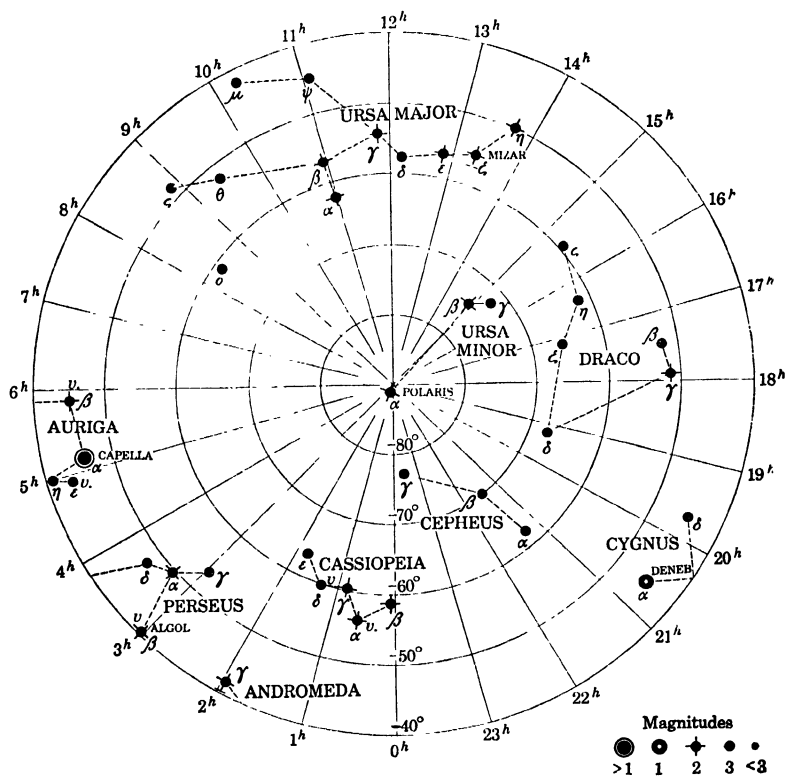 12h
11h
13h
10h
14h
μ
ψ
URSA MAJOR
9h
15h
γ
δ
ε
ζ
MIZAR
η
β
θ
ς
α
8h
16h
ς
ο
7h
17h
β
γ
η
URSA
MINOR
β
ξ
DRACO
6h
υ.
β
α
POLARIS
γ
18h
AURIGA
CAPELLA
α
80°
δ
5h
η
ε
υ.
γ
19h
β
70°
CEPHEUS
α
CYGNUS
δ
4h
δ
α
γ
ε
CASSIOPEIA
20h
DENEB
α
PERSEUS
δ
υ
γ
60°
υ
ALGOL
α
υ.
β
3h
β
21h
50°
γ
ANDROMEDA
2h
22h
1h
40°
23h
0h
Magnitudes
>1 1 2 3 <3